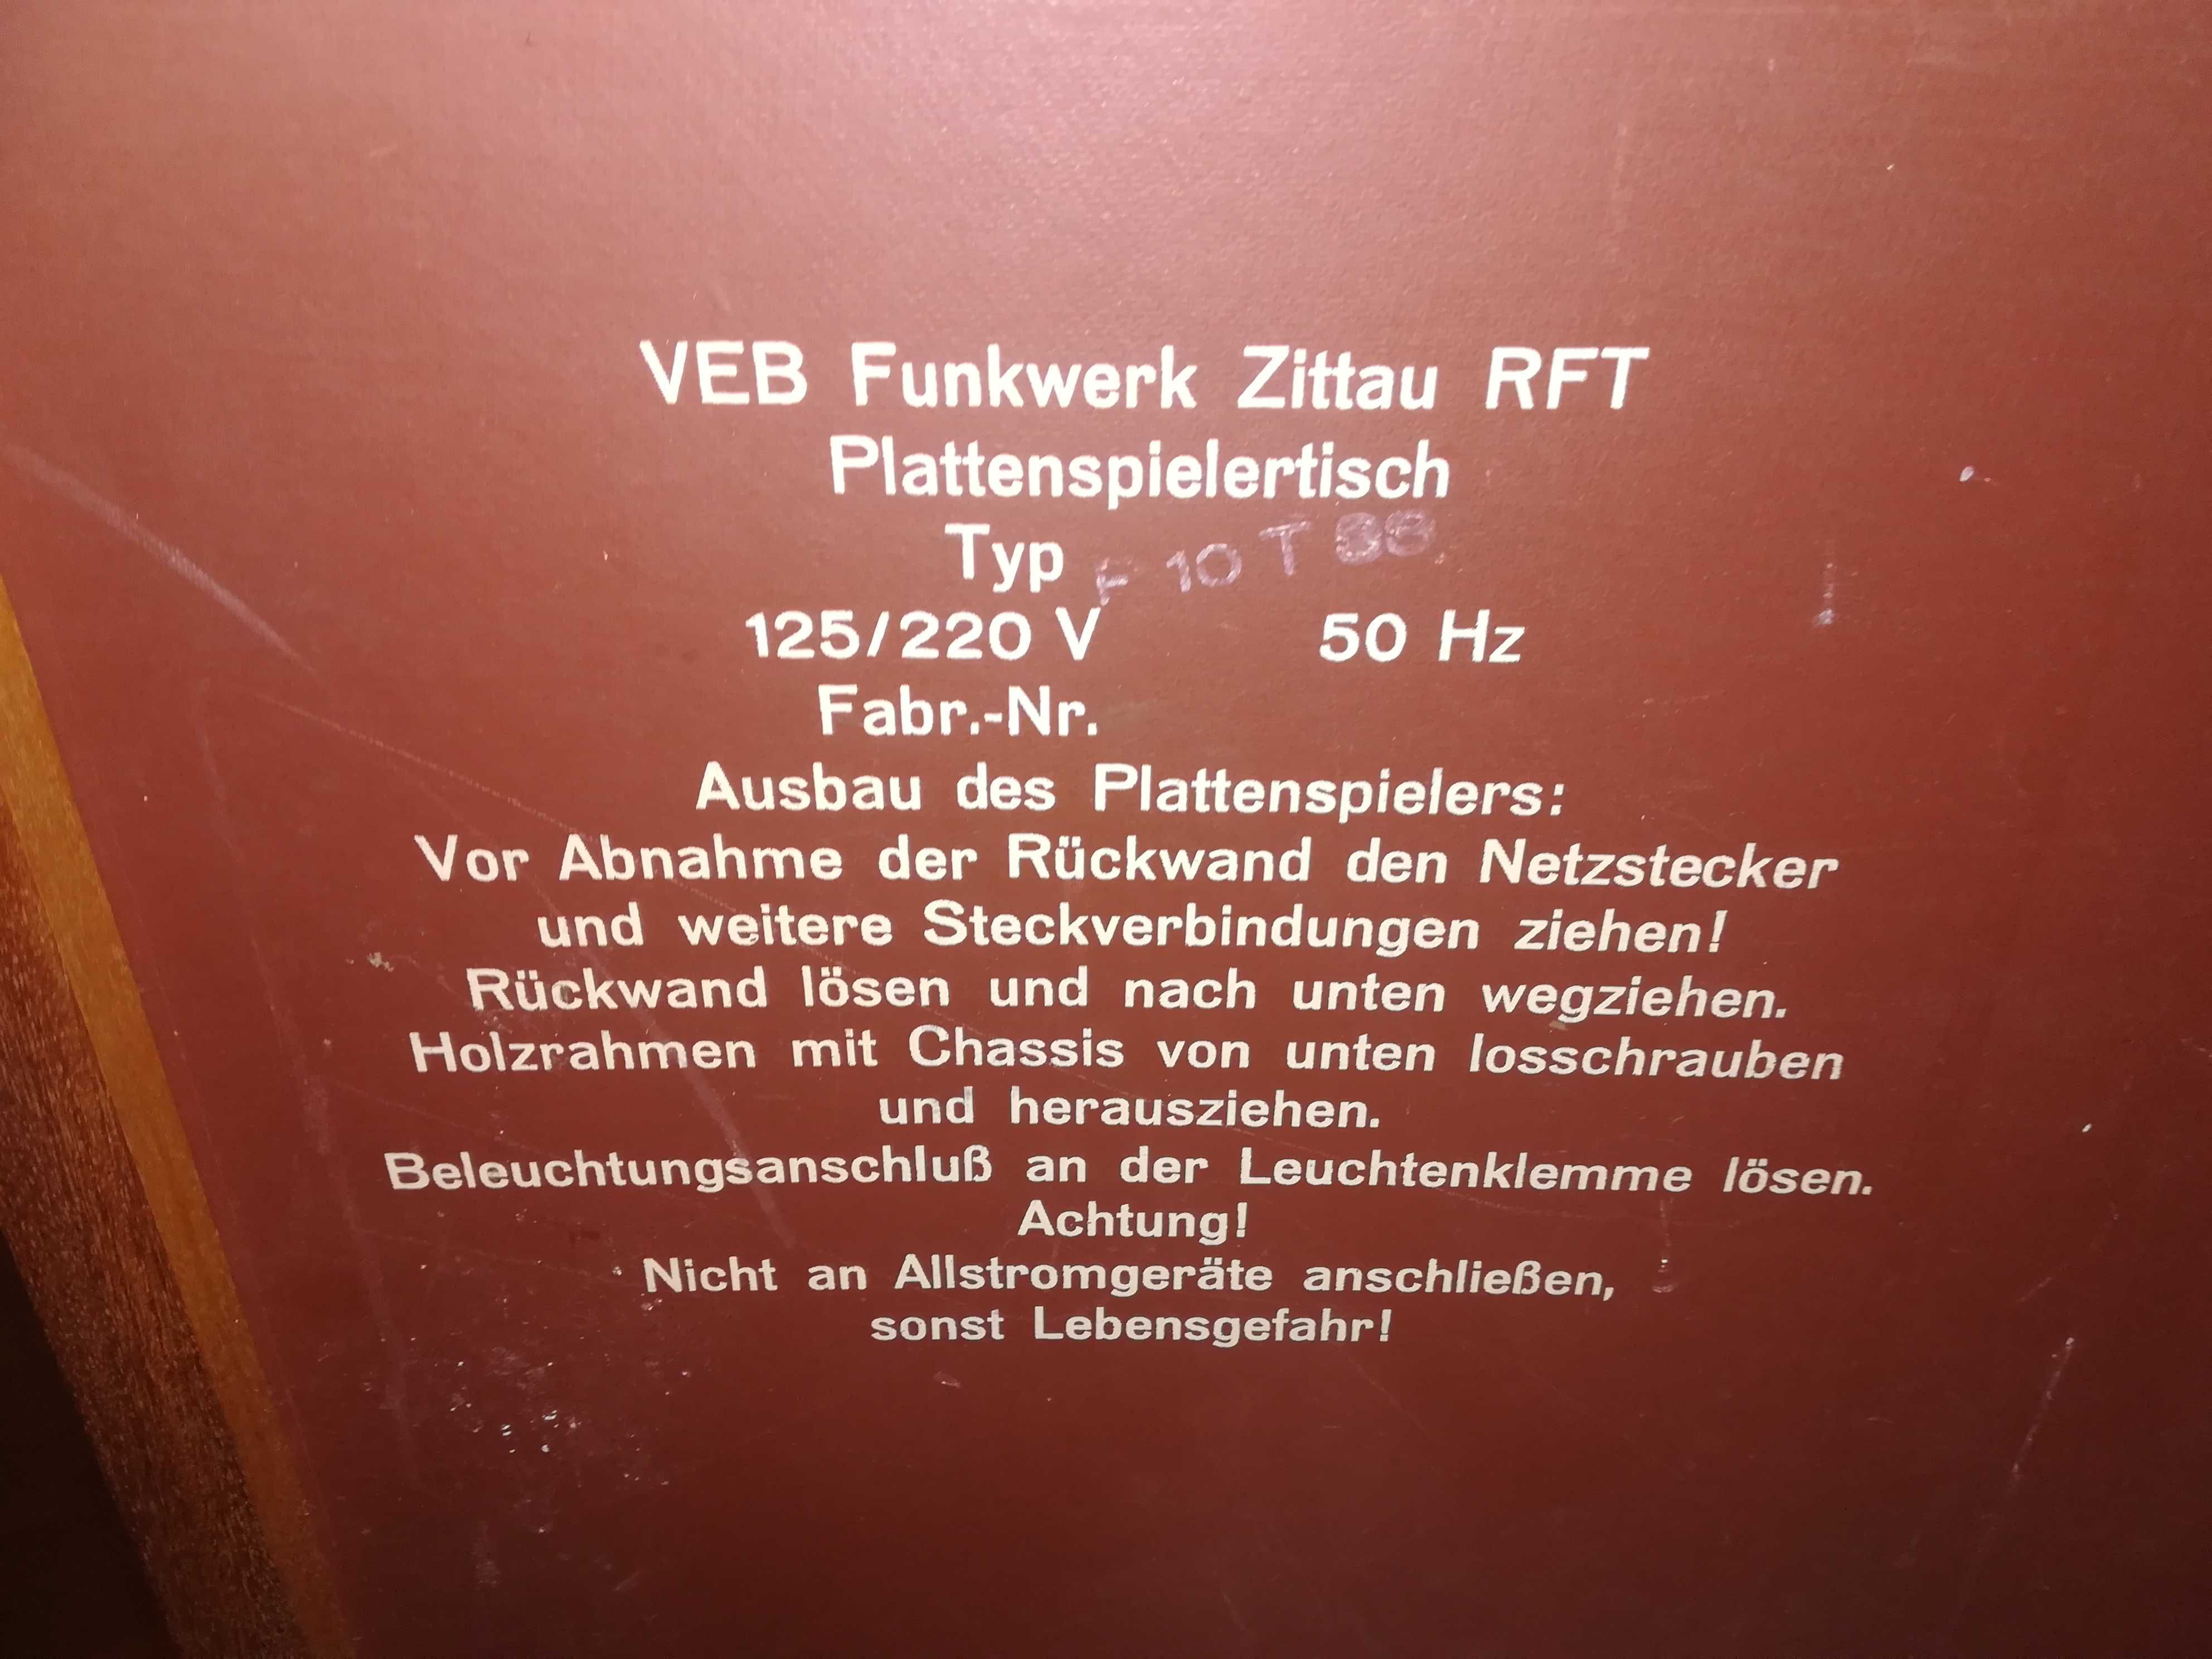 VEB Funkwerk Zittau RFT
Plattenspielertisch
Typ F 10 T
125/220 V 50 Hz
Fabr.-Nr.
Ausbau des Plattenspielers:
Vor Abnahme der Rückwand den Netzstecker
und weitere Steckverbindungen ziehen!
Rückwand lösen und nach unten wegziehen.
Holzrahmen mit Chassis von unten losschrauben
und herausziehen.
Beleuchtungsanschluß an der Leuchtenklemme lösen.
Achtung!
Nicht an Allstromgeräte anschließen,
sonst Lebensgefahr!